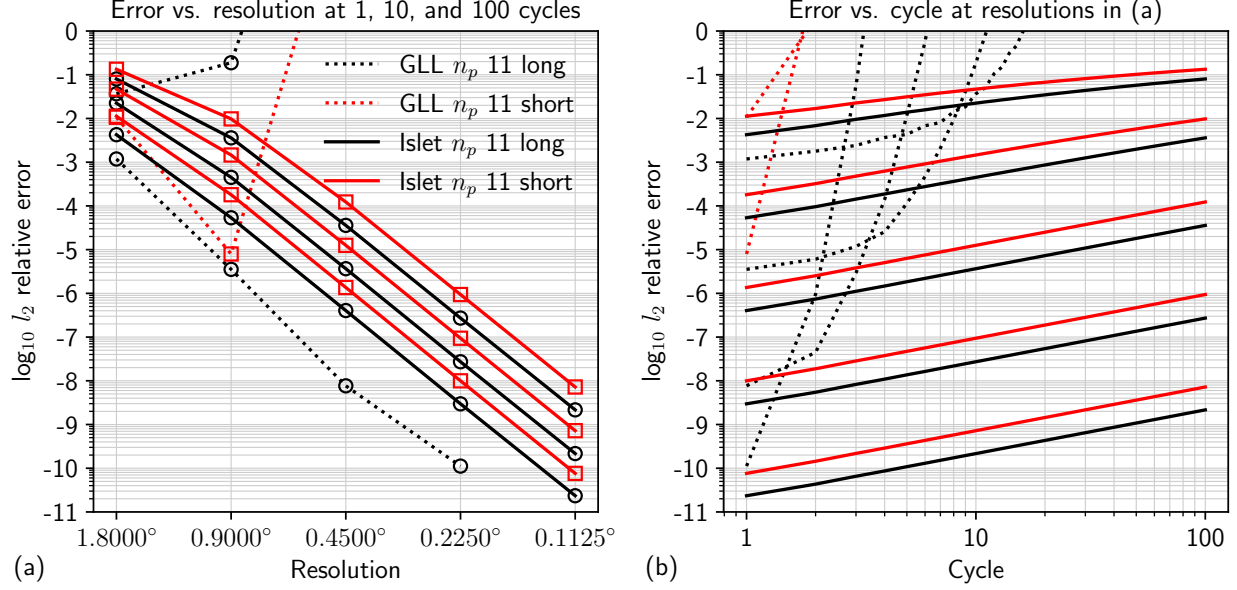 Error vs. resolution at 1, 10, and 100 cycles
0
-1
-2
-3
-4
-5
-6
-7
-8
-9
-10
-11
log₁₀ l₂ relative error
GLL nₚ 11 long
GLL nₚ 11 short
Islet nₚ 11 long
Islet nₚ 11 short
1.8000° 0.9000° 0.4500° 0.2250° 0.1125°
(a) Resolution
Error vs. cycle at resolutions in (a)
0
-1
-2
-3
-4
-5
-6
-7
-8
-9
-10
-11
log₁₀ l₂ relative error
1 10 100
(b) Cycle